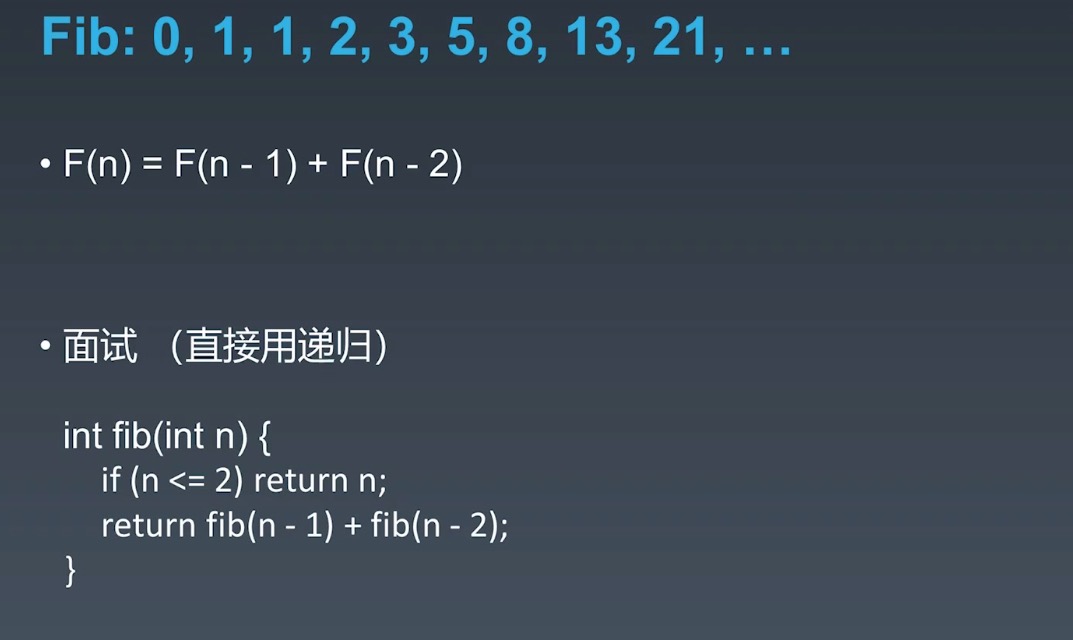 Fib: 0, 1, 1, 2, 3, 5, 8, 13, 21, …
• F(n) = F(n - 1) + F(n - 2)
• 面试 （直接用递归）
int fib(int n) {
if (n <= 2) return n;
return fib(n - 1) + fib(n - 2);
}